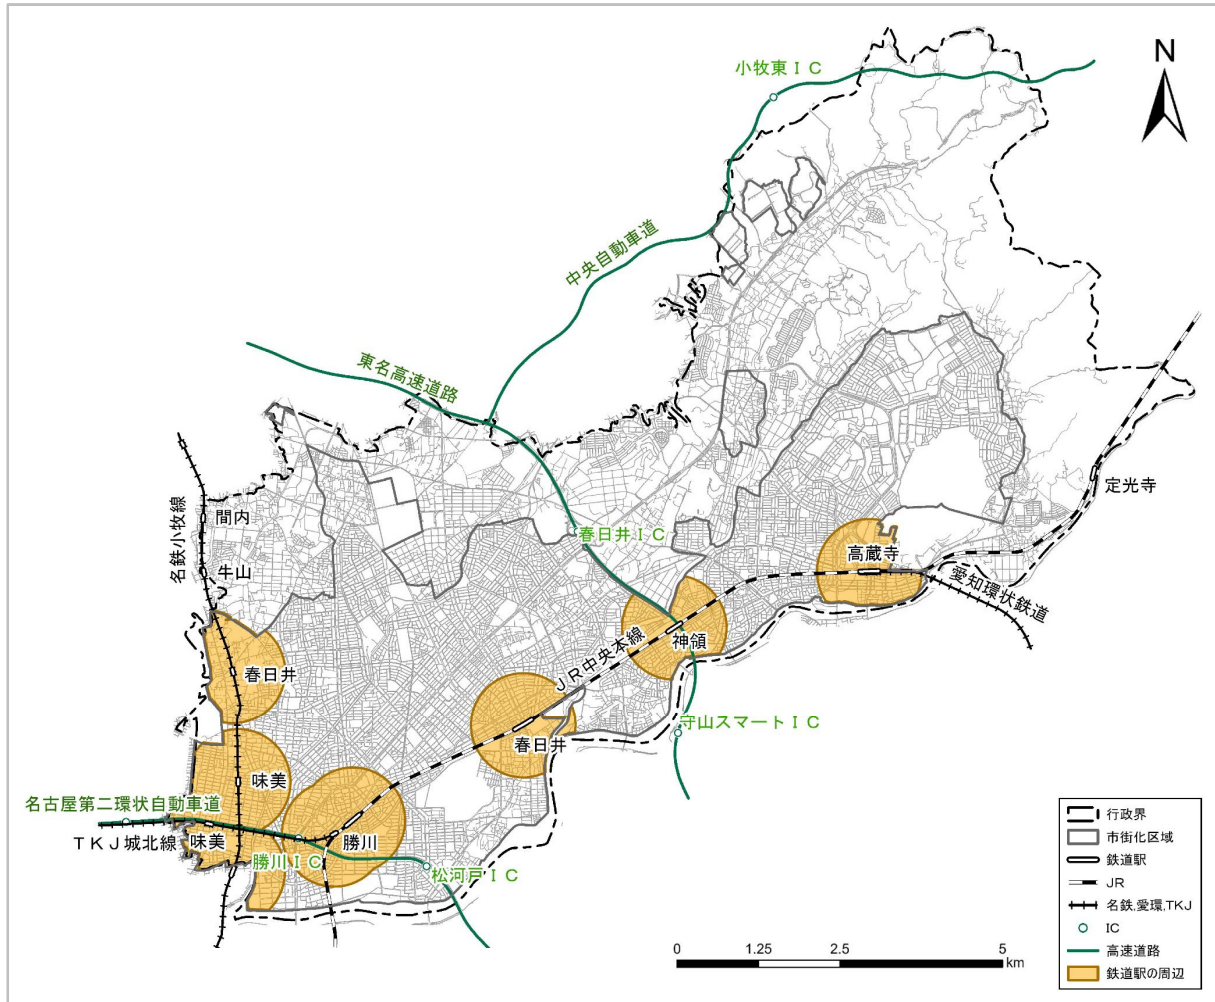 N
小牧東ＩＣ
中央自動車道
東名高速道路
定光寺
名鉄小牧線
間内
春日井ＩＣ
高蔵寺
牛山
愛知環状鉄道
神領
ＪＲ中央本線
春日井
守山スマートＩＣ
春日井
味美
名古屋第二環状自動車道
ＴＫＪ城北線
味美
勝川
勝川ＩＣ
松河戸ＩＣ
行政界
市街化区域
鉄道駅
JR
名鉄,愛環,TKJ
IC
高速道路
鉄道駅の周辺
0 1.25 2.5 5
km